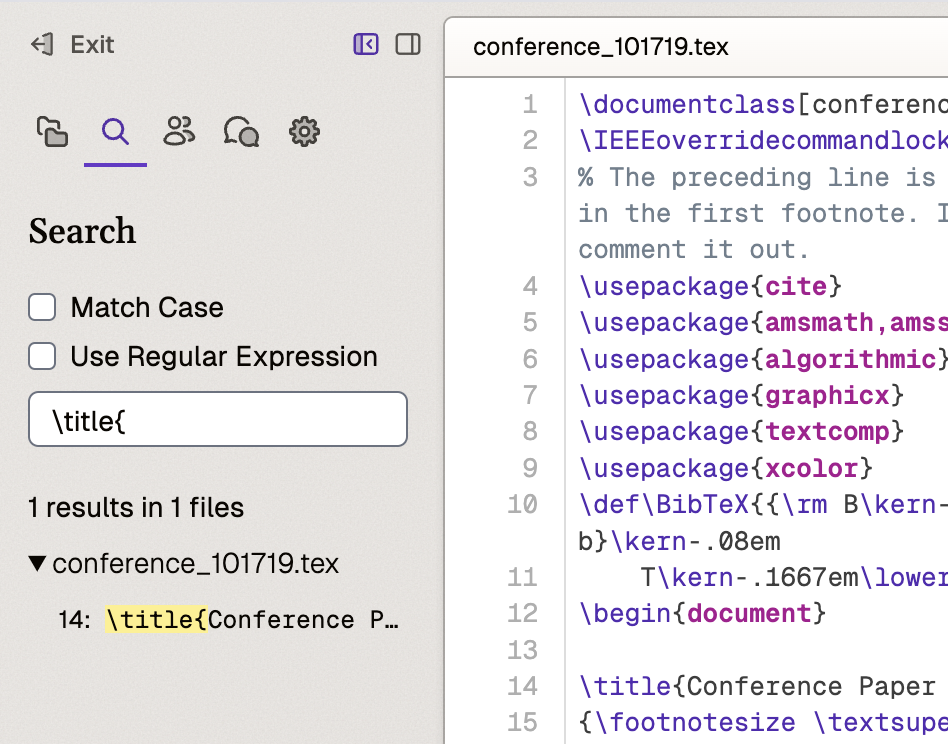 Exit
conference_101719.tex
Search
Match Case
Use Regular Expression
\title{
1 results in 1 files
▼ conference_101719.tex
14: \title{Conference P…
1 \documentclass[conferenc
2 \IEEEoverridecommandlock
3 % The preceding line is
in the first footnote. I
comment it out.
4 \usepackage{cite}
5 \usepackage{amsmath,amss
6 \usepackage{algorithmic}
7 \usepackage{graphicx}
8 \usepackage{textcomp}
9 \usepackage{xcolor}
10 \def\BibTeX{{\rm B\kern-
b}\kern-.08em
11 T\kern-.1667em\lower
12 \begin{document}
13
14 \title{Conference Paper
15 {\footnotesize \textsupe